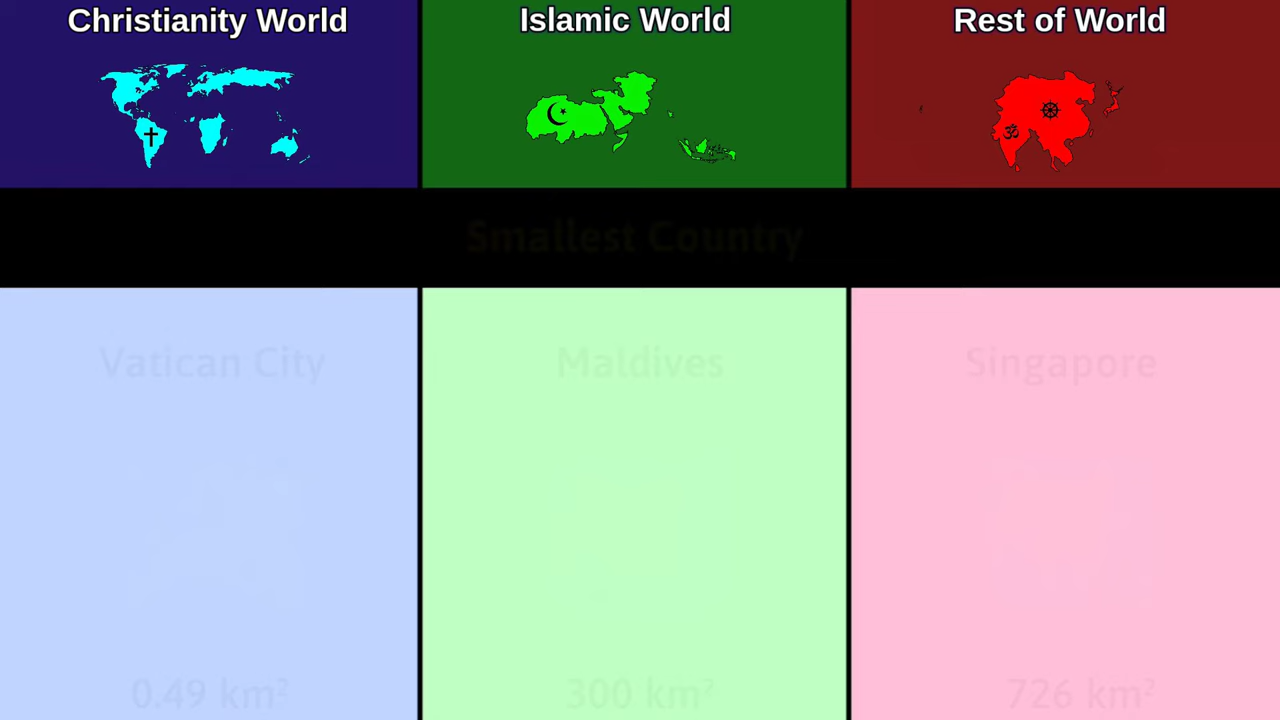 Christianity World
Islamic World
Rest of World
Smallest Country
Vatican City
Maldives
Singapore
0.49 km²
300 km²
726 km²